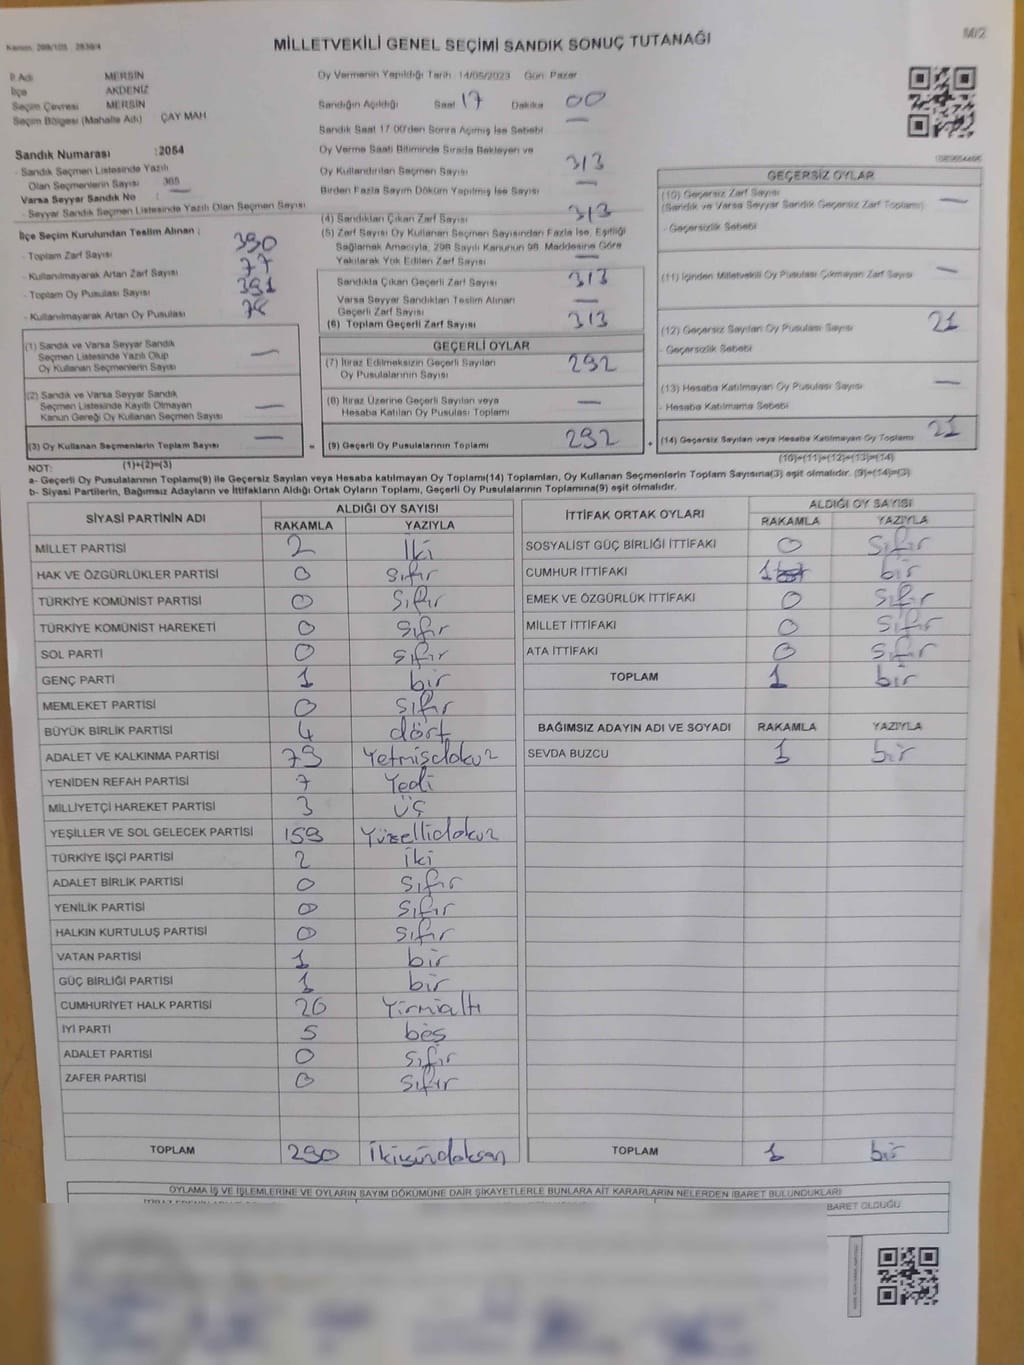 Kanun: 298/105 - 2839/4
MİLLETVEKİLİ GENEL SEÇİMİ SANDIK SONUÇ TUTANAĞI
M/2
İl Adı MERSİN
İlçe AKDENİZ
Seçim Çevresi MERSİN
Seçim Bölgesi (Mahalle Adı) ÇAY MAH
Sandık Numarası :2054
- Sandık Seçmen Listesinde Yazılı
Olan Seçmenlerin Sayısı 365
Varsa Seyyar Sandık No :
- Seyyar Sandık Seçmen Listesinde Yazılı Olan Seçmen Sayısı —
İlçe Seçim Kurulundan Teslim Alınan :
- Toplam Zarf Sayısı 390
- Kullanılmayarak Artan Zarf Sayısı 77
- Toplam Oy Pusulası Sayısı 391
- Kullanılmayarak Artan Oy Pusulası 78
(1) Sandık ve Varsa Seyyar Sandık
Seçmen Listesinde Yazılı Olup
Oy Kullanan Seçmenlerin Sayısı —
(2) Sandık ve Varsa Seyyar Sandık
Seçmen Listesinde Kayıtlı Olmayan
Kanun Gereği Oy Kullanan Seçmen Sayısı —
(3) Oy Kullanan Seçmenlerin Toplam Sayısı —
(1)+(2)=(3)
Oy Vermenin Yapıldığı Tarih 14/05/2023 Gün Pazar
Sandığın Açıldığı Saat 17 Dakika 00
Sandık Saat 17:00'den Sonra Açılmış İse Sebebi —
Oy Verme Saati Bitiminde Sırada Bekleyen ve
Oy Kullandırılan Seçmen Sayısı 313
Birden Fazla Sayım Döküm Yapılmış İse Sayısı —
(4) Sandıktan Çıkan Zarf Sayısı 313
(5) Zarf Sayısı Oy Kullanan Seçmen Sayısından Fazla İse, Eşitliği
Sağlamak Amacıyla, 298 Sayılı Kanunun 98. Maddesine Göre
Yakılarak Yok Edilen Zarf Sayısı —
Sandıkta Çıkan Geçerli Zarf Sayısı 313
Varsa Seyyar Sandıktan Teslim Alınan
Geçerli Zarf Sayısı —
(6) Toplam Geçerli Zarf Sayısı 313
GEÇERLİ OYLAR
(7) İtiraz Edilmeksizin Geçerli Sayılan
Oy Pusulalarının Sayısı 292
(8) İtiraz Üzerine Geçerli Sayılan veya
Hesaba Katılan Oy Pusulası Toplamı —
= (9) Geçerli Oy Pusulalarının Toplamı 292 +
GEÇERSİZ OYLAR
(10) Geçersiz Zarf Sayısı
(Sandık ve Varsa Seyyar Sandık Geçersiz Zarf Toplamı) —
- Geçersizlik Sebebi
(11) İçinden Milletvekili Oy Pusulası Çıkmayan Zarf Sayısı —
(12) Geçersiz Sayılan Oy Pusulası Sayısı 21
- Geçersizlik Sebebi
(13) Hesaba Katılmayan Oy Pusulası Sayısı —
- Hesaba Katılmama Sebebi
(14) Geçersiz Sayılan veya Hesaba Katılmayan Oy Toplamı 21
(10)+(11)+(12)+(13)=(14)
NOT:
a- Geçerli Oy Pusulalarının Toplamı(9) ile Geçersiz Sayılan veya Hesaba katılmayan Oy Toplamı(14) Toplamları, Oy Kullanan Seçmenlerin Toplam Sayısına(3) eşit olmalıdır. (9)+(14)=(3)
b- Siyasi Partilerin, Bağımsız Adayların ve İttifakların Aldığı Ortak Oyların Toplamı, Geçerli Oy Pusulalarının Toplamına(9) eşit olmalıdır.
SİYASİ PARTİNİN ADI ALDIĞI OY SAYISI
RAKAMLA YAZIYLA
MİLLET PARTİSİ 2 İki
HAK VE ÖZGÜRLÜKLER PARTİSİ 0 sıfır
TÜRKİYE KOMÜNİST PARTİSİ 0 sıfır
TÜRKİYE KOMÜNİST HAREKETİ 0 sıfır
SOL PARTİ 0 sıfır
GENÇ PARTİ 1 bir
MEMLEKET PARTİSİ 0 sıfır
BÜYÜK BİRLİK PARTİSİ 4 dört
ADALET VE KALKINMA PARTİSİ 79 Yetmişdokuz
YENİDEN REFAH PARTİSİ 7 Yedi
MİLLİYETÇİ HAREKET PARTİSİ 3 üç
YEŞİLLER VE SOL GELECEK PARTİSİ 159 Yüzellidokuz
TÜRKİYE İŞÇİ PARTİSİ 2 iki
ADALET BİRLİK PARTİSİ 0 sıfır
YENİLİK PARTİSİ 0 sıfır
HALKIN KURTULUŞ PARTİSİ 0 sıfır
VATAN PARTİSİ 1 bir
GÜÇ BİRLİĞİ PARTİSİ 1 bir
CUMHURİYET HALK PARTİSİ 26 Yirmialtı
İYİ PARTİ 5 beş
ADALET PARTİSİ 0 sıfır
ZAFER PARTİSİ 0 sıfır
TOPLAM 290 İkiyüzdoksan
İTTİFAK ORTAK OYLARI ALDIĞI OY SAYISI
RAKAMLA YAZIYLA
SOSYALİST GÜÇ BİRLİĞİ İTTİFAKI 0 sıfır
CUMHUR İTTİFAKI 1 bir
EMEK VE ÖZGÜRLÜK İTTİFAKI 0 sıfır
MİLLET İTTİFAKI 0 sıfır
ATA İTTİFAKI 0 sıfır
TOPLAM 1 bir
BAĞIMSIZ ADAYIN ADI VE SOYADI RAKAMLA YAZIYLA
SEVDA BUZCU 1 bir
TOPLAM 1 bir
OYLAMA İŞ VE İŞLEMLERİNE VE OYLARIN SAYIM DÖKÜMÜNE DAİR ŞİKAYETLERLE BUNLARA AİT KARARLARIN NELERDEN İBARET BULUNDUKLARI
BARET OLDUĞU